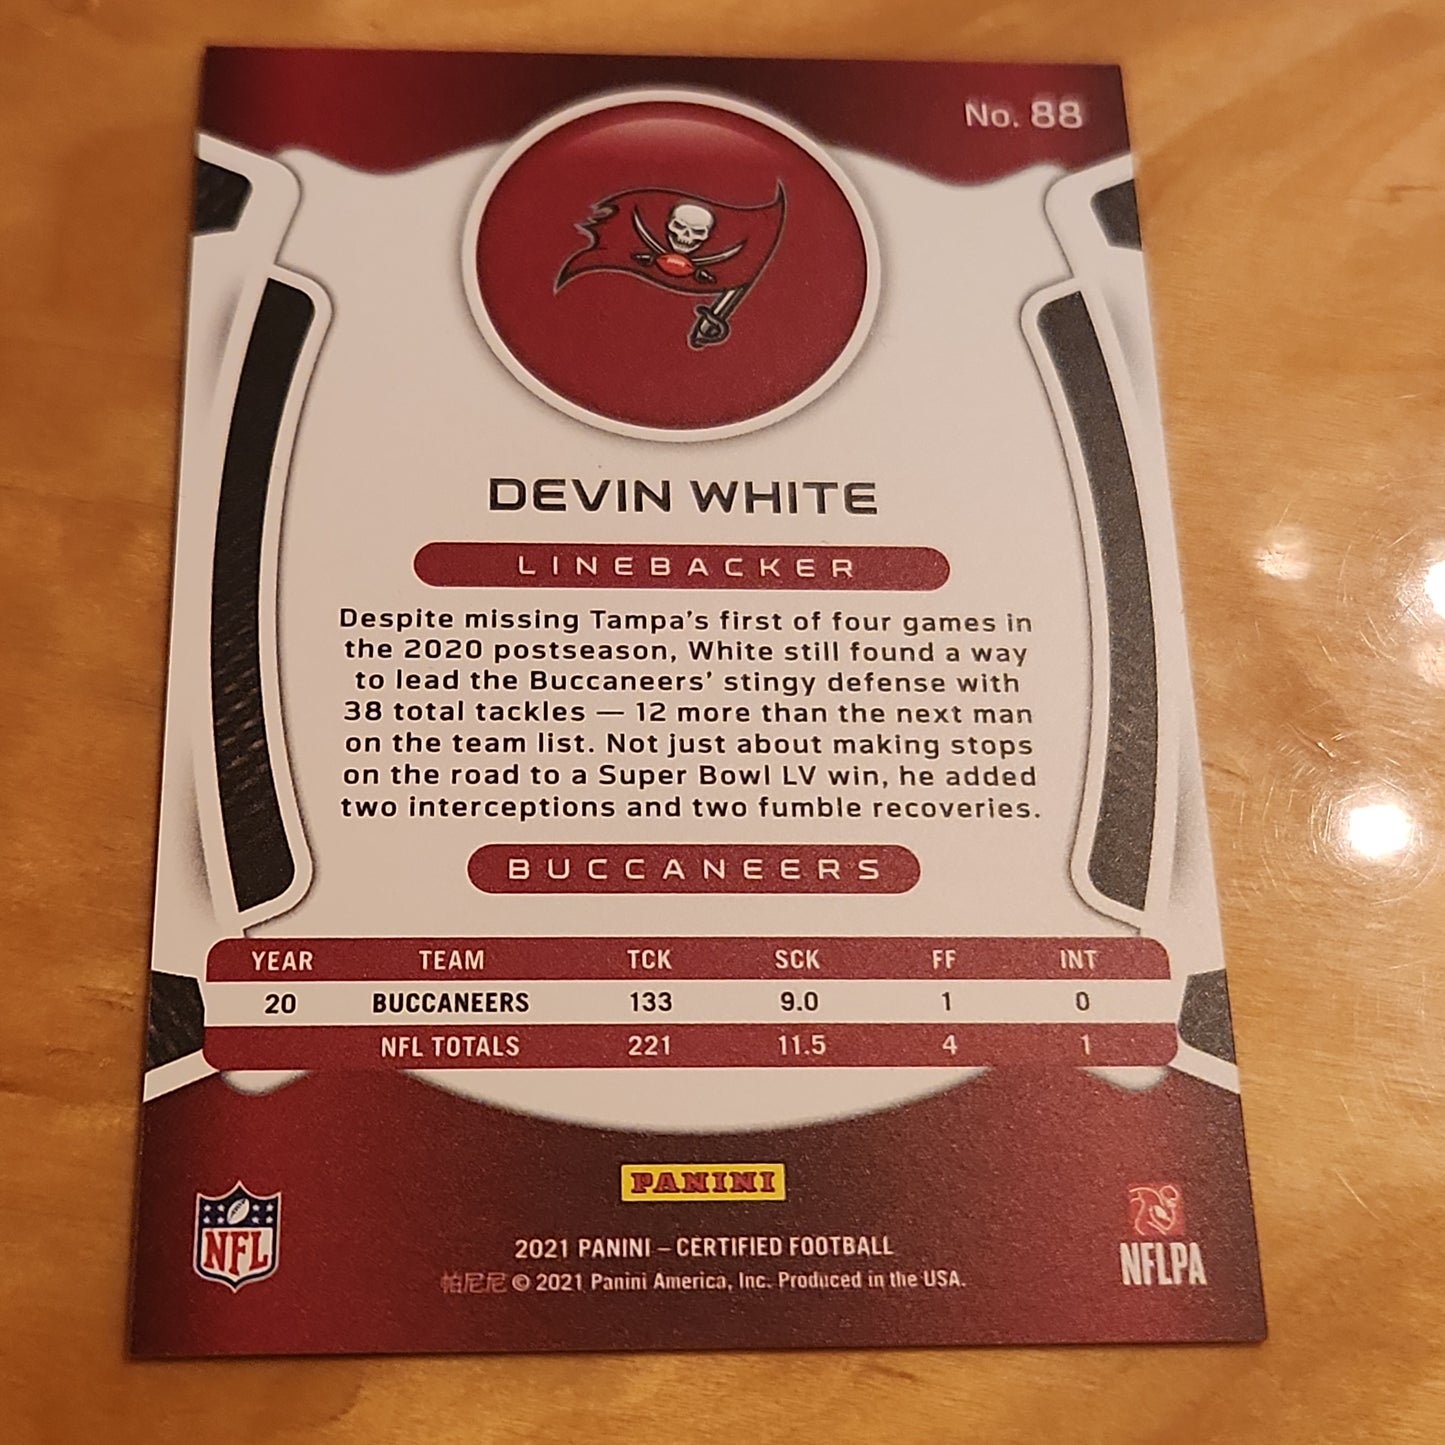 No. 88
DEVIN WHITE
LINEBACKER
Despite missing Tampa's first of four games in
the 2020 postseason, White still found a way
to lead the Buccaneers' stingy defense with
38 total tackles — 12 more than the next man
on the team list. Not just about making stops
on the road to a Super Bowl LV win, he added
two interceptions and two fumble recoveries.
BUCCANEERS
YEAR TEAM TCK SCK FF INT
20 BUCCANEERS 133 9.0 1 0
NFL TOTALS 221 11.5 4 1
PANINI
NFL
2021 PANINI – CERTIFIED FOOTBALL
帕尼尼 © 2021 Panini America, Inc. Produced in the USA.
NFLPA